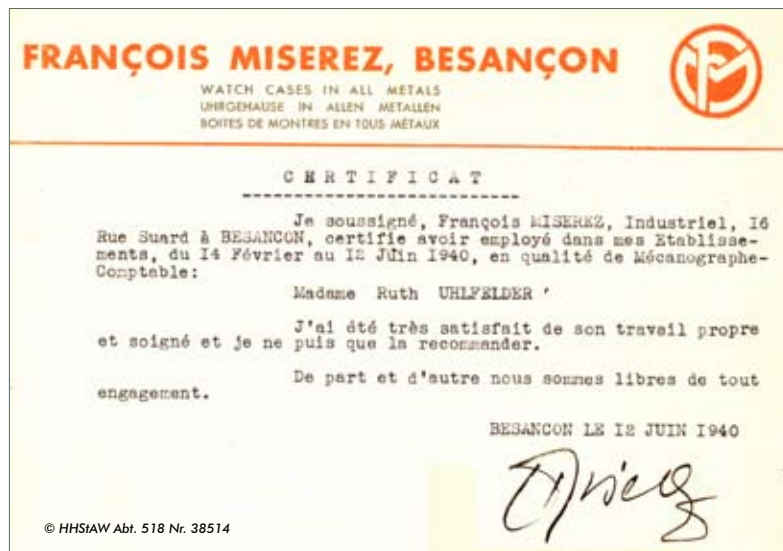 FRANÇOIS MISEREZ, BESANÇON
WATCH CASES IN ALL METALS
UHRGEHAUSE IN ALLEN METALLEN
BOITES DE MONTRES EN TOUS MÉTAUX
CERTIFICAT
Je soussigné, François MISEREZ, Industriel, I6
Rue Suard à BESANCON, certifie avoir employé dans mes Etablisse-
ments, du I4 Février au I2 Jûin I940, en qualité de Mécanographe-
Comptable:
Madame Ruth UHLFELDER '
J'ai été très satisfait de son travail propre
et soigné et je ne puis que la recommander.
De part et d'autre nous sommes libres de tout
engagement.
BESANCON LE I2 JUIN I940
© HHStAW Abt. 518 Nr. 38514